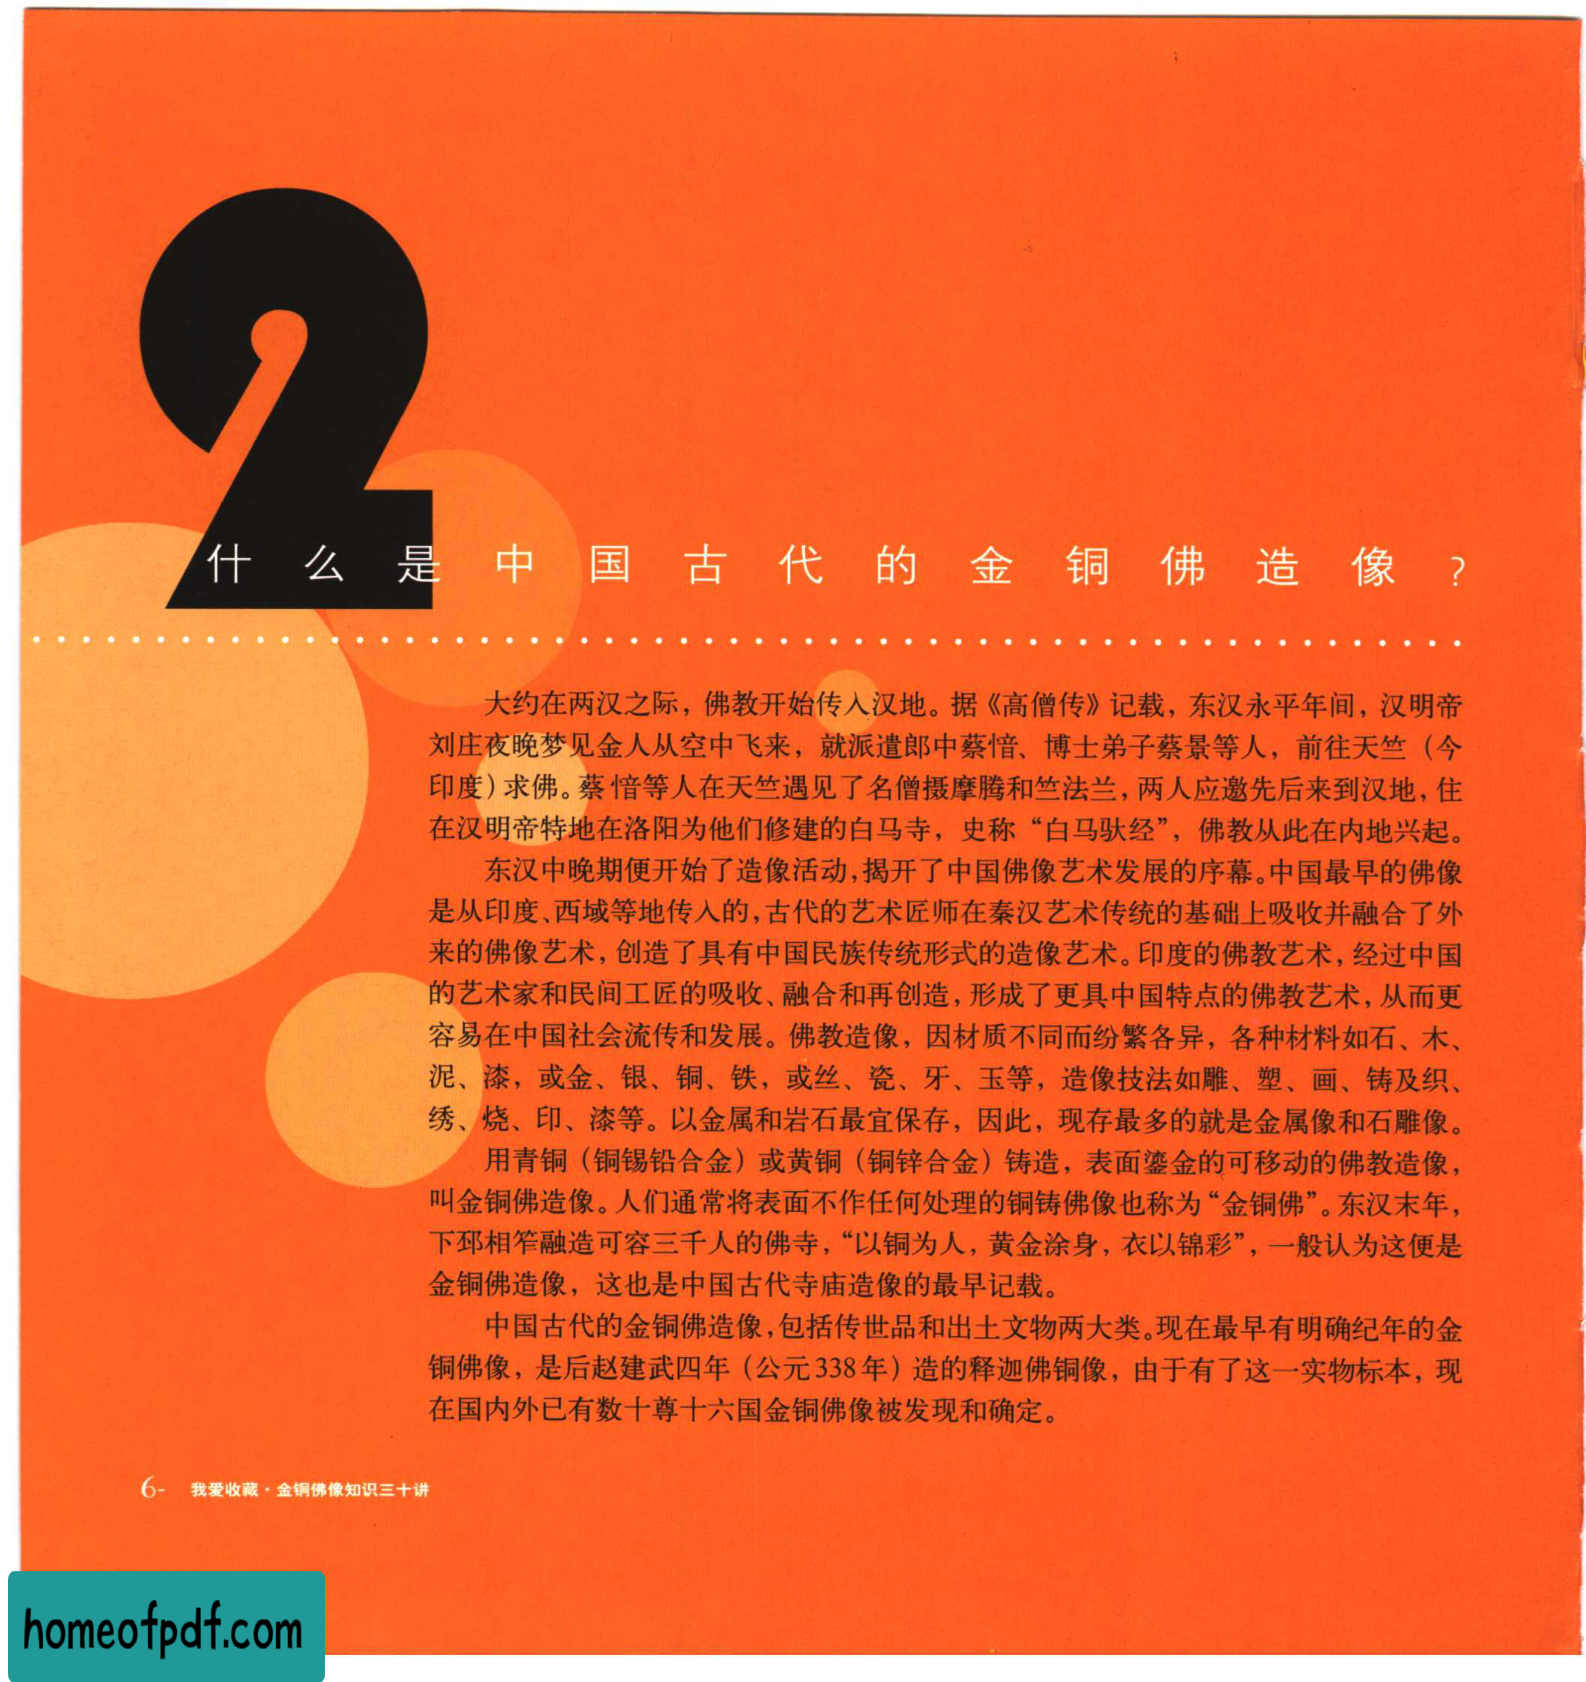 2
什么是中国古代的金铜佛造像?
大约在两汉之际，佛教开始传入汉地。据《高僧传》记载，东汉永平年间，汉明帝
刘庄夜晚梦见金人从空中飞来，就派遣郎中蔡愔、博士弟子蔡景等人，前往天竺（今
印度）求佛。蔡愔等人在天竺遇见了名僧摄摩腾和竺法兰，两人应邀先后来到汉地，住
在汉明帝特地在洛阳为他们修建的白马寺，史称“白马驮经”，佛教从此在内地兴起。
东汉中晚期便开始了造像活动，揭开了中国佛像艺术发展的序幕。中国最早的佛像
是从印度、西域等地传入的，古代的艺术匠师在秦汉艺术传统的基础上吸收并融合了外
来的佛像艺术，创造了具有中国民族传统形式的造像艺术。印度的佛教艺术，经过中国
的艺术家和民间工匠的吸收、融合和再创造，形成了更具中国特点的佛教艺术，从而更
容易在中国社会流传和发展。佛教造像，因材质不同而纷繁各异，各种材料如石、木、
泥、漆，或金、银、铜、铁，或丝、瓷、牙、玉等，造像技法如雕、塑、画、铸及织、
绣、烧、印、漆等。以金属和岩石最宜保存，因此，现存最多的就是金属像和石雕像。
用青铜（铜锡铅合金）或黄铜（铜锌合金）铸造，表面鎏金的可移动的佛教造像，
叫金铜佛造像。人们通常将表面不作任何处理的铜铸佛像也称为“金铜佛”。东汉末年，
下邳相笮融造可容三千人的佛寺，“以铜为人，黄金涂身，衣以锦彩”，一般认为这便是
金铜佛造像，这也是中国古代寺庙造像的最早记载。
中国古代的金铜佛造像，包括传世品和出土文物两大类。现在最早有明确纪年的金
铜佛像，是后赵建武四年（公元338年）造的释迦佛铜像，由于有了这一实物标本，现
在国内外已有数十尊十六国金铜佛像被发现和确定。
6- 我爱收藏·金铜佛像知识三十讲
homeofpdf.com